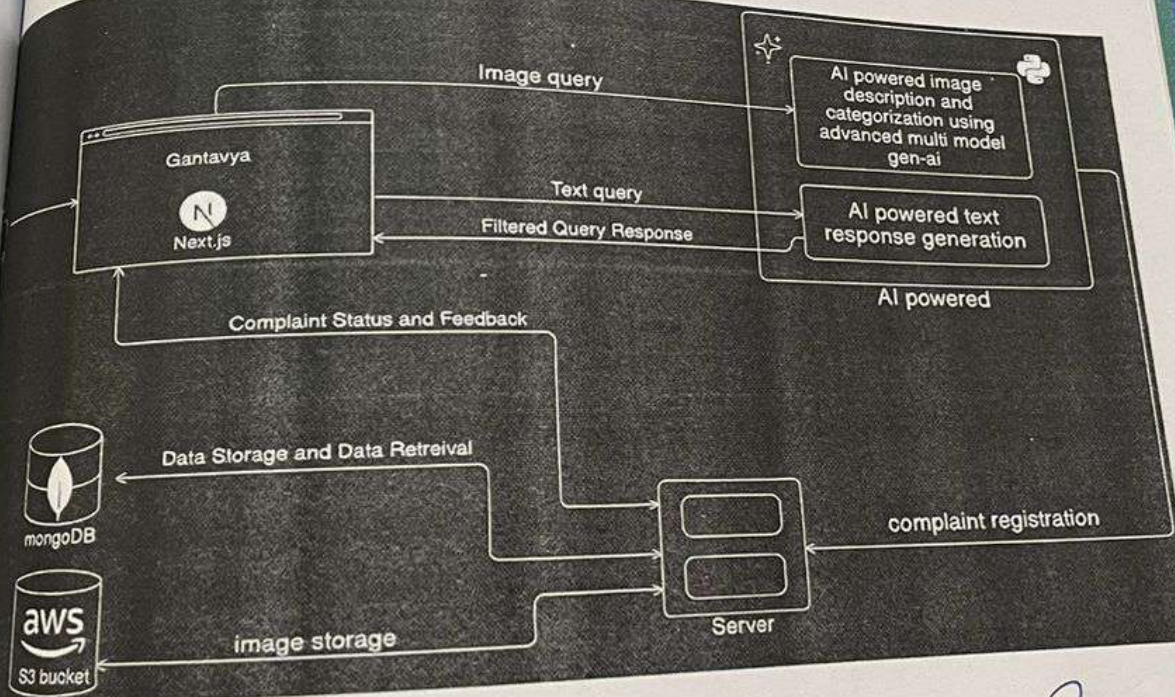 Image query
AI powered image
description and
categorization using
advanced multi model
gen-ai
Gantavya
N
Next.js
Text query
Filtered Query Response
AI powered text
response generation
AI powered
Complaint Status and Feedback
Data Storage and Data Retreival
mongoDB
complaint registration
aws
S3 bucket
image storage
Server